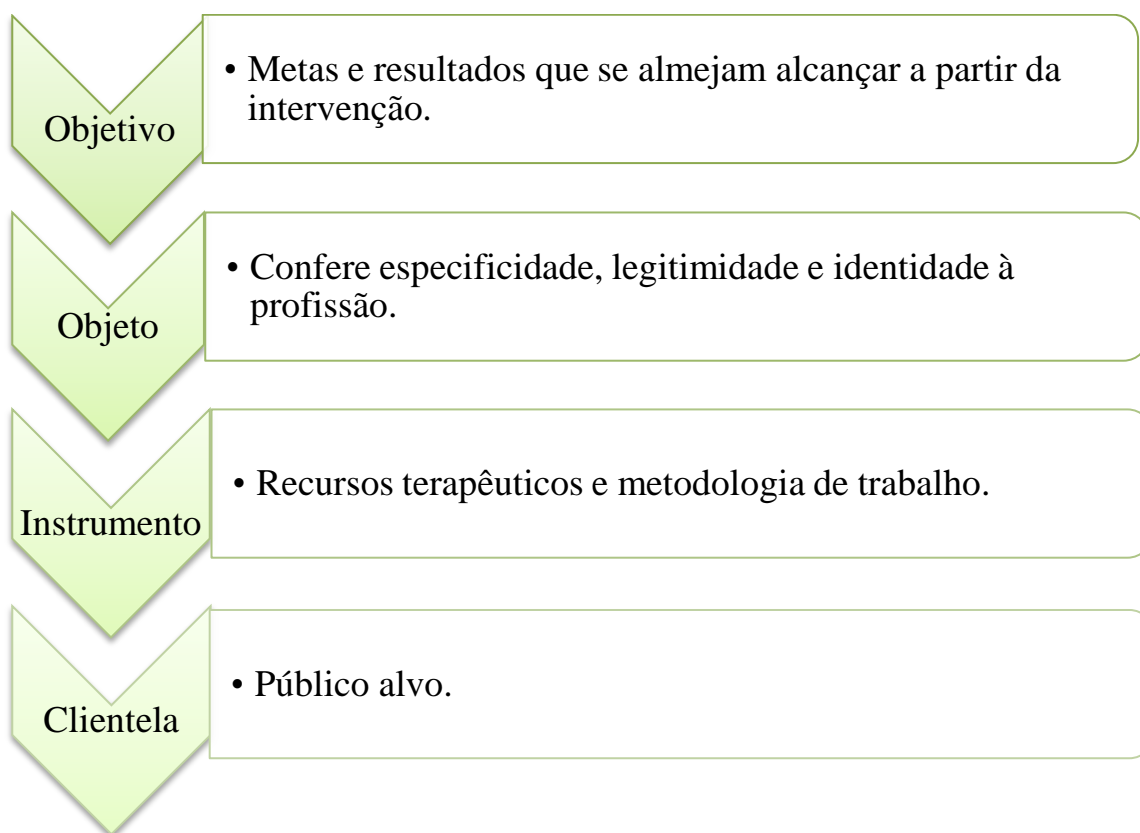 Objetivo
• Metas e resultados que se almejam alcançar a partir da
intervenção.
Objeto
• Confere especificidade, legitimidade e identidade à
profissão.
Instrumento
• Recursos terapêuticos e metodologia de trabalho.
Clientela
• Público alvo.